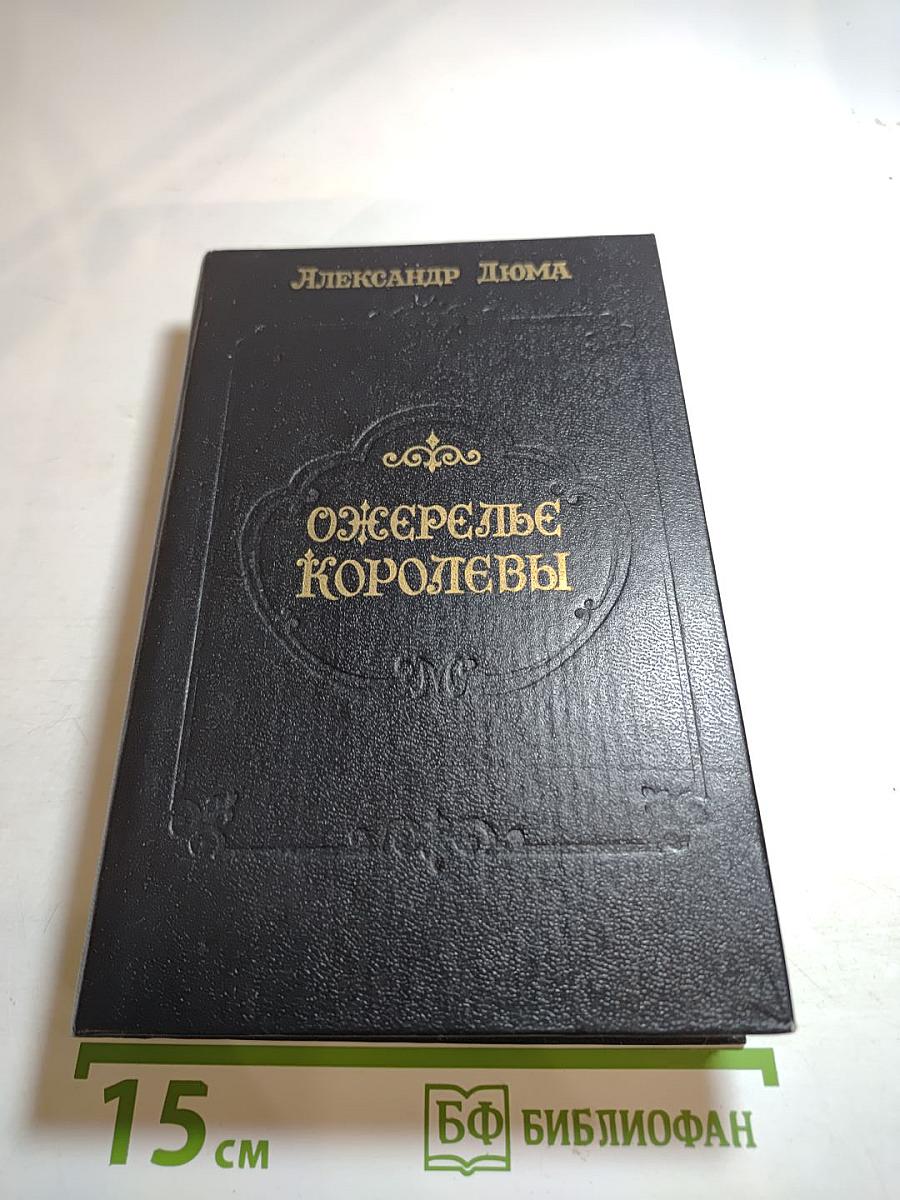 Александр Дюма
ОЖЕРЕЛЬЕ
КОРОЛЕВЫ
15 см
БФ БИБЛИОФАН